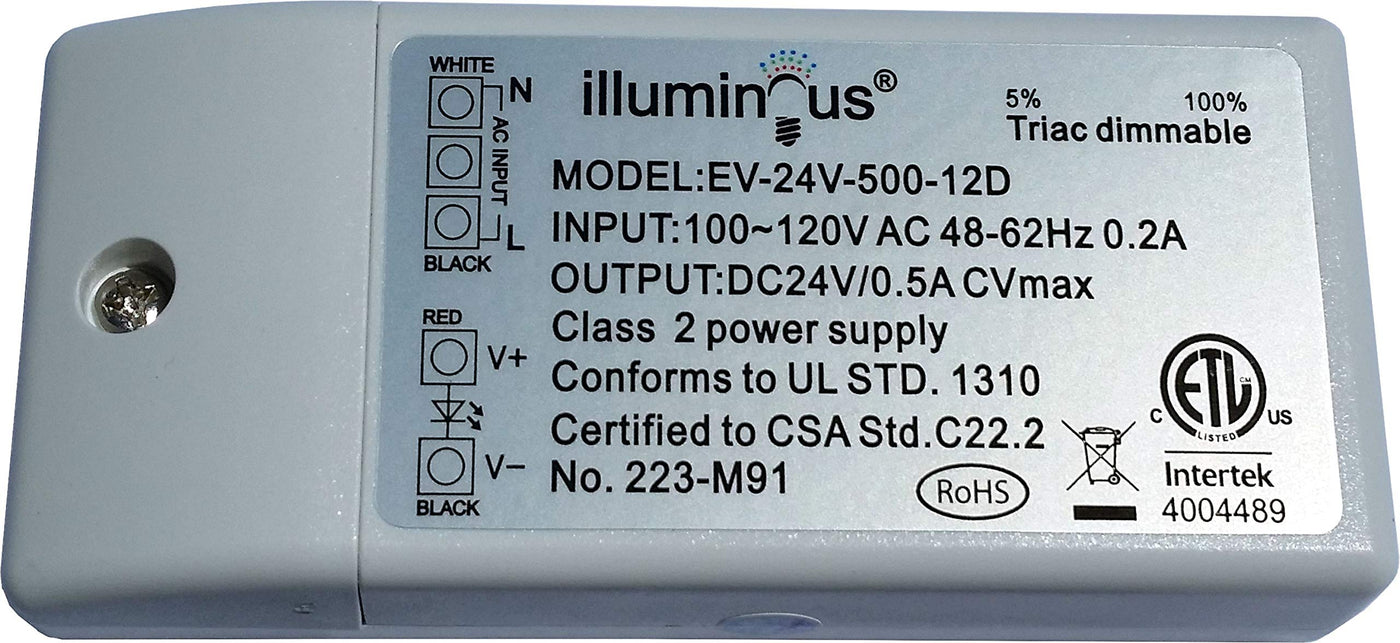 WHITE
N
AC INPUT
L
BLACK
RED
V+
V−
BLACK
illuminous®
5% 100%
Triac dimmable
MODEL:EV-24V-500-12D
INPUT:100~120V AC 48-62Hz 0.2A
OUTPUT:DC24V/0.5A CVmax
Class 2 power supply
Conforms to UL STD. 1310
Certified to CSA Std.C22.2
No. 223-M91
RoHS
ETL CM
C US
LISTED
Intertek
4004489